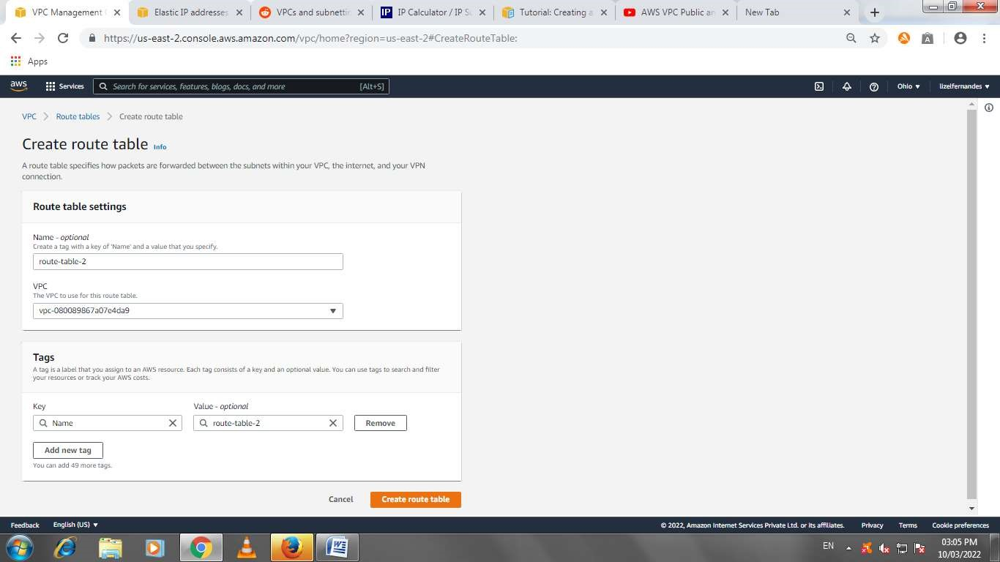 VPC Management C
Elastic IP addresses
VPCs and subnettin
IP
IP Calculator / IP Su
Tutorial: Creating a
AWS VPC Public an
New Tab
https://us-east-2.console.aws.amazon.com/vpc/home?region=us-east-2#CreateRouteTable:
Apps
aws
Services
Search for services, features, blogs, docs, and more
[Alt+S]
Ohio
lizelfernandes
VPC
Route tables
Create route table
Create route table Info
A route table specifies how packets are forwarded between the subnets within your VPC, the internet, and your VPN
connection.
Route table settings
Name - optional
Create a tag with a key of 'Name' and a value that you specify.
route-table-2
VPC
The VPC to use for this route table.
vpc-080089867a07e4da9
Tags
A tag is a label that you assign to an AWS resource. Each tag consists of a key and an optional value. You can use tags to search and filter
your resources or track your AWS costs.
Key
Value - optional
Name
route-table-2
Remove
Add new tag
You can add 49 more tags.
Cancel
Create route table
Feedback
English (US)
© 2022, Amazon Internet Services Private Ltd. or its affiliates.
Privacy
Terms
Cookie preferences
EN
03:05 PM
10/03/2022